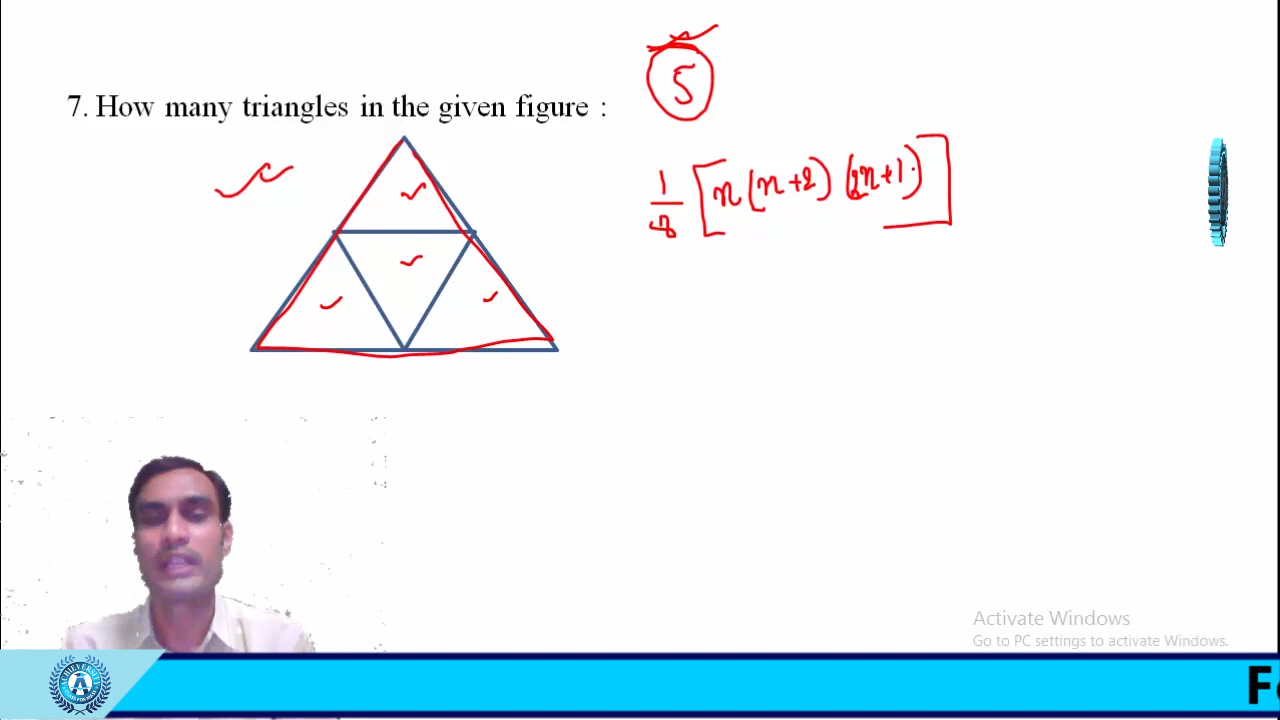 5
7. How many triangles in the given figure :
1/8 [n(n+2)(2n+1)]
Activate Windows
Go to PC settings to activate Windows.
ACHIEVERS
A
F